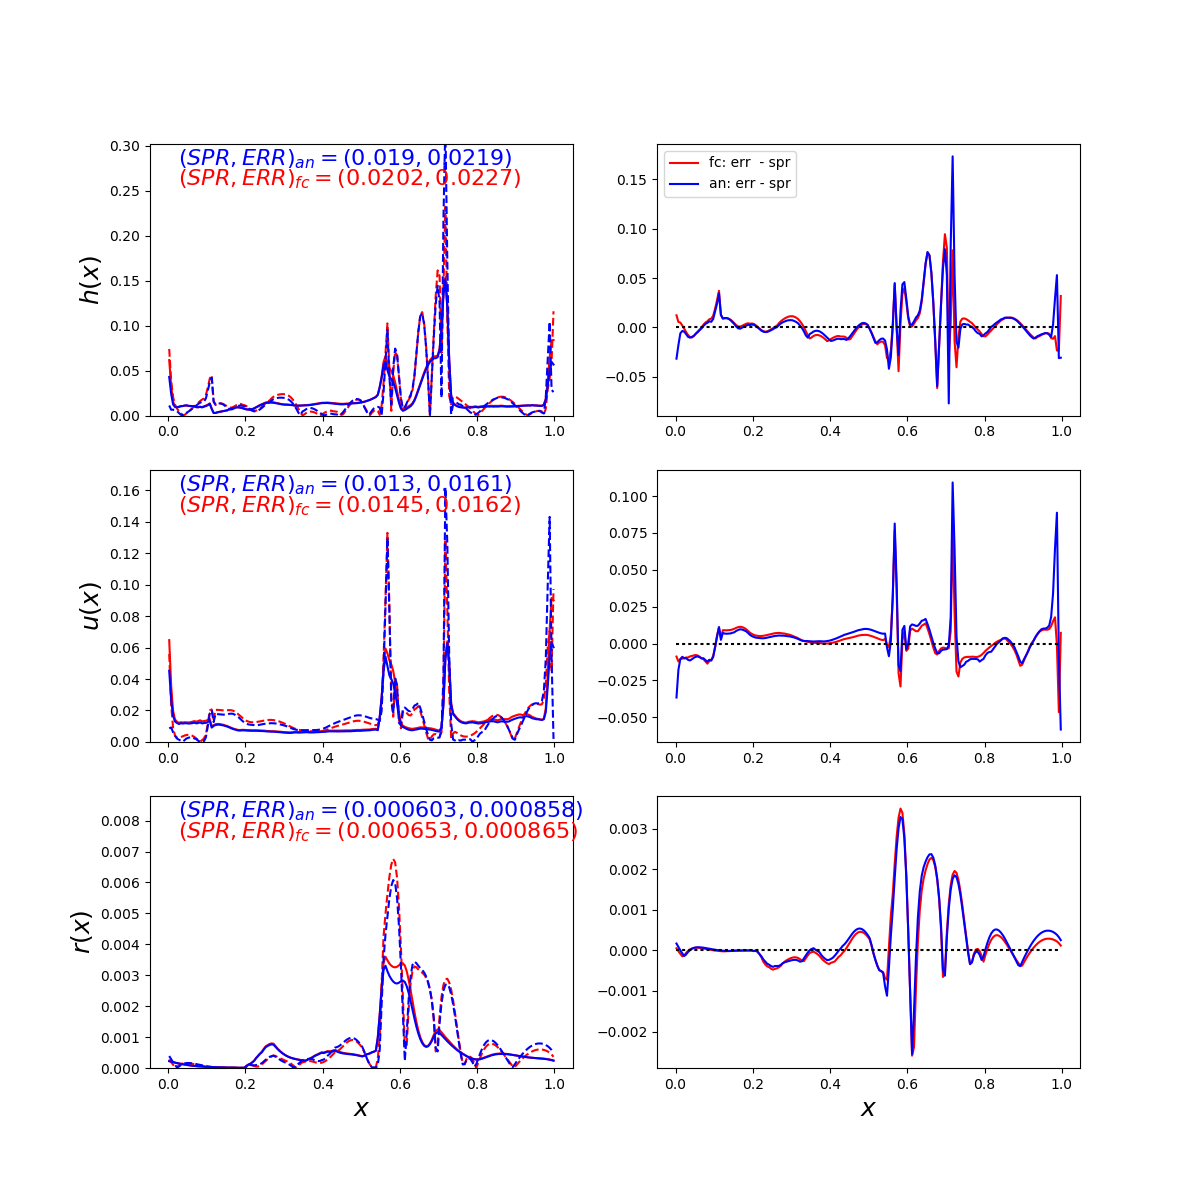 (SPR, ERR)an = (0.019, 0.0219)
(SPR, ERR)fc = (0.0202, 0.0227)
h(x)
0.30
0.25
0.20
0.15
0.10
0.05
0.00
0.0 0.2 0.4 0.6 0.8 1.0
fc: err - spr
an: err - spr
0.15
0.10
0.05
0.00
−0.05
0.0 0.2 0.4 0.6 0.8 1.0
(SPR, ERR)an = (0.013, 0.0161)
(SPR, ERR)fc = (0.0145, 0.0162)
u(x)
0.16
0.14
0.12
0.10
0.08
0.06
0.04
0.02
0.00
0.0 0.2 0.4 0.6 0.8 1.0
0.100
0.075
0.050
0.025
0.000
−0.025
−0.050
0.0 0.2 0.4 0.6 0.8 1.0
(SPR, ERR)an = (0.000603, 0.000858)
(SPR, ERR)fc = (0.000653, 0.000865)
r(x)
0.008
0.007
0.006
0.005
0.004
0.003
0.002
0.001
0.000
0.0 0.2 0.4 0.6 0.8 1.0
x
0.003
0.002
0.001
0.000
−0.001
−0.002
0.0 0.2 0.4 0.6 0.8 1.0
x